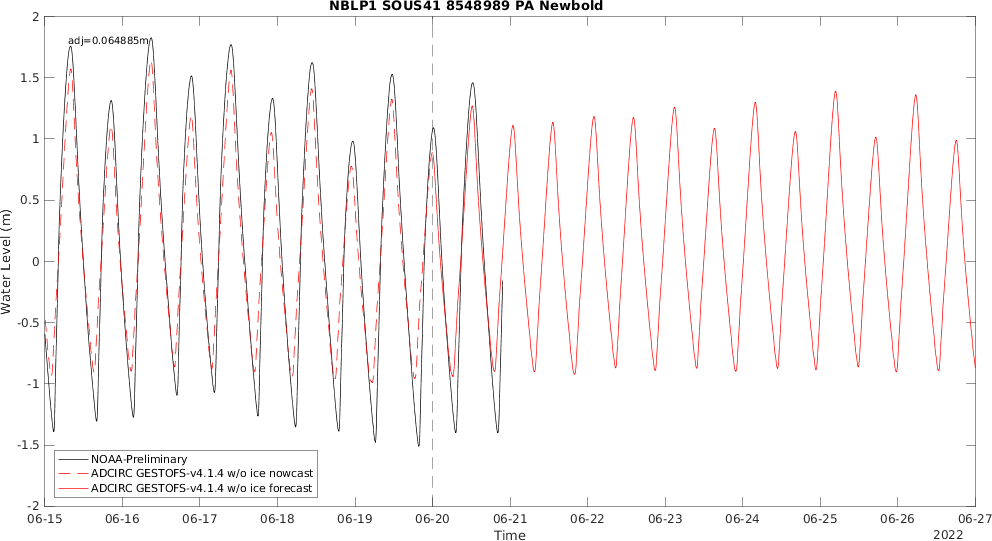 NBLP1 SOUS41 8548989 PA Newbold
adj=0.064885m
2
1.5
1
0.5
0
-0.5
-1
-1.5
-2
Water Level (m)
NOAA-Preliminary
ADCIRC GESTOFS-v4.1.4 w/o ice nowcast
ADCIRC GESTOFS-v4.1.4 w/o ice forecast
06-15 06-16 06-17 06-18 06-19 06-20 06-21 06-22 06-23 06-24 06-25 06-26 06-27
Time
2022